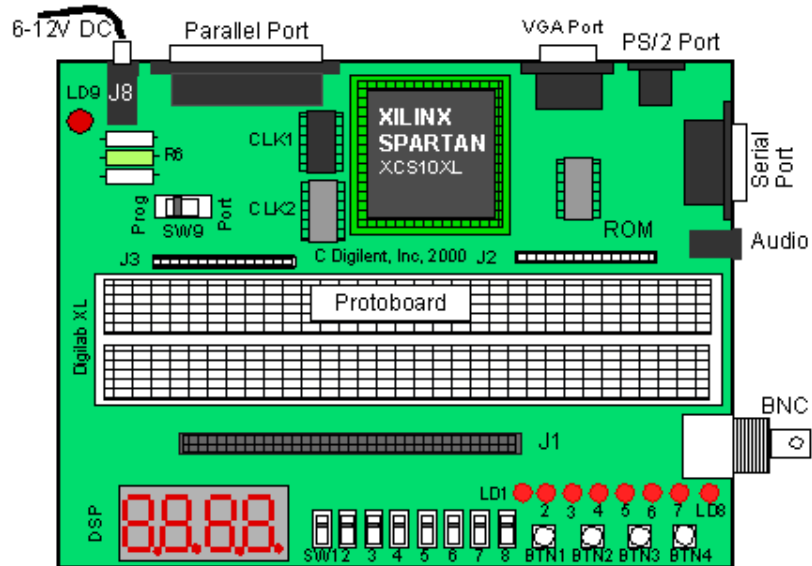 6-12V DC
Parallel Port
VGA Port
PS/2 Port
LD9
J8
XILINX
SPARTAN
XCS10XL
CLK1
R6
Serial
Port
Prog
Port
SW9
CLK2
ROM
Audio
J3
C Digilent, Inc, 2000
J2
Digilab XL
Protoboard
BNC
J1
LD1
2
3
4
5
6
7
LD8
DSP
SW1
2
3
4
5
6
7
8
BTN1
BTN2
BTN3
BTN4